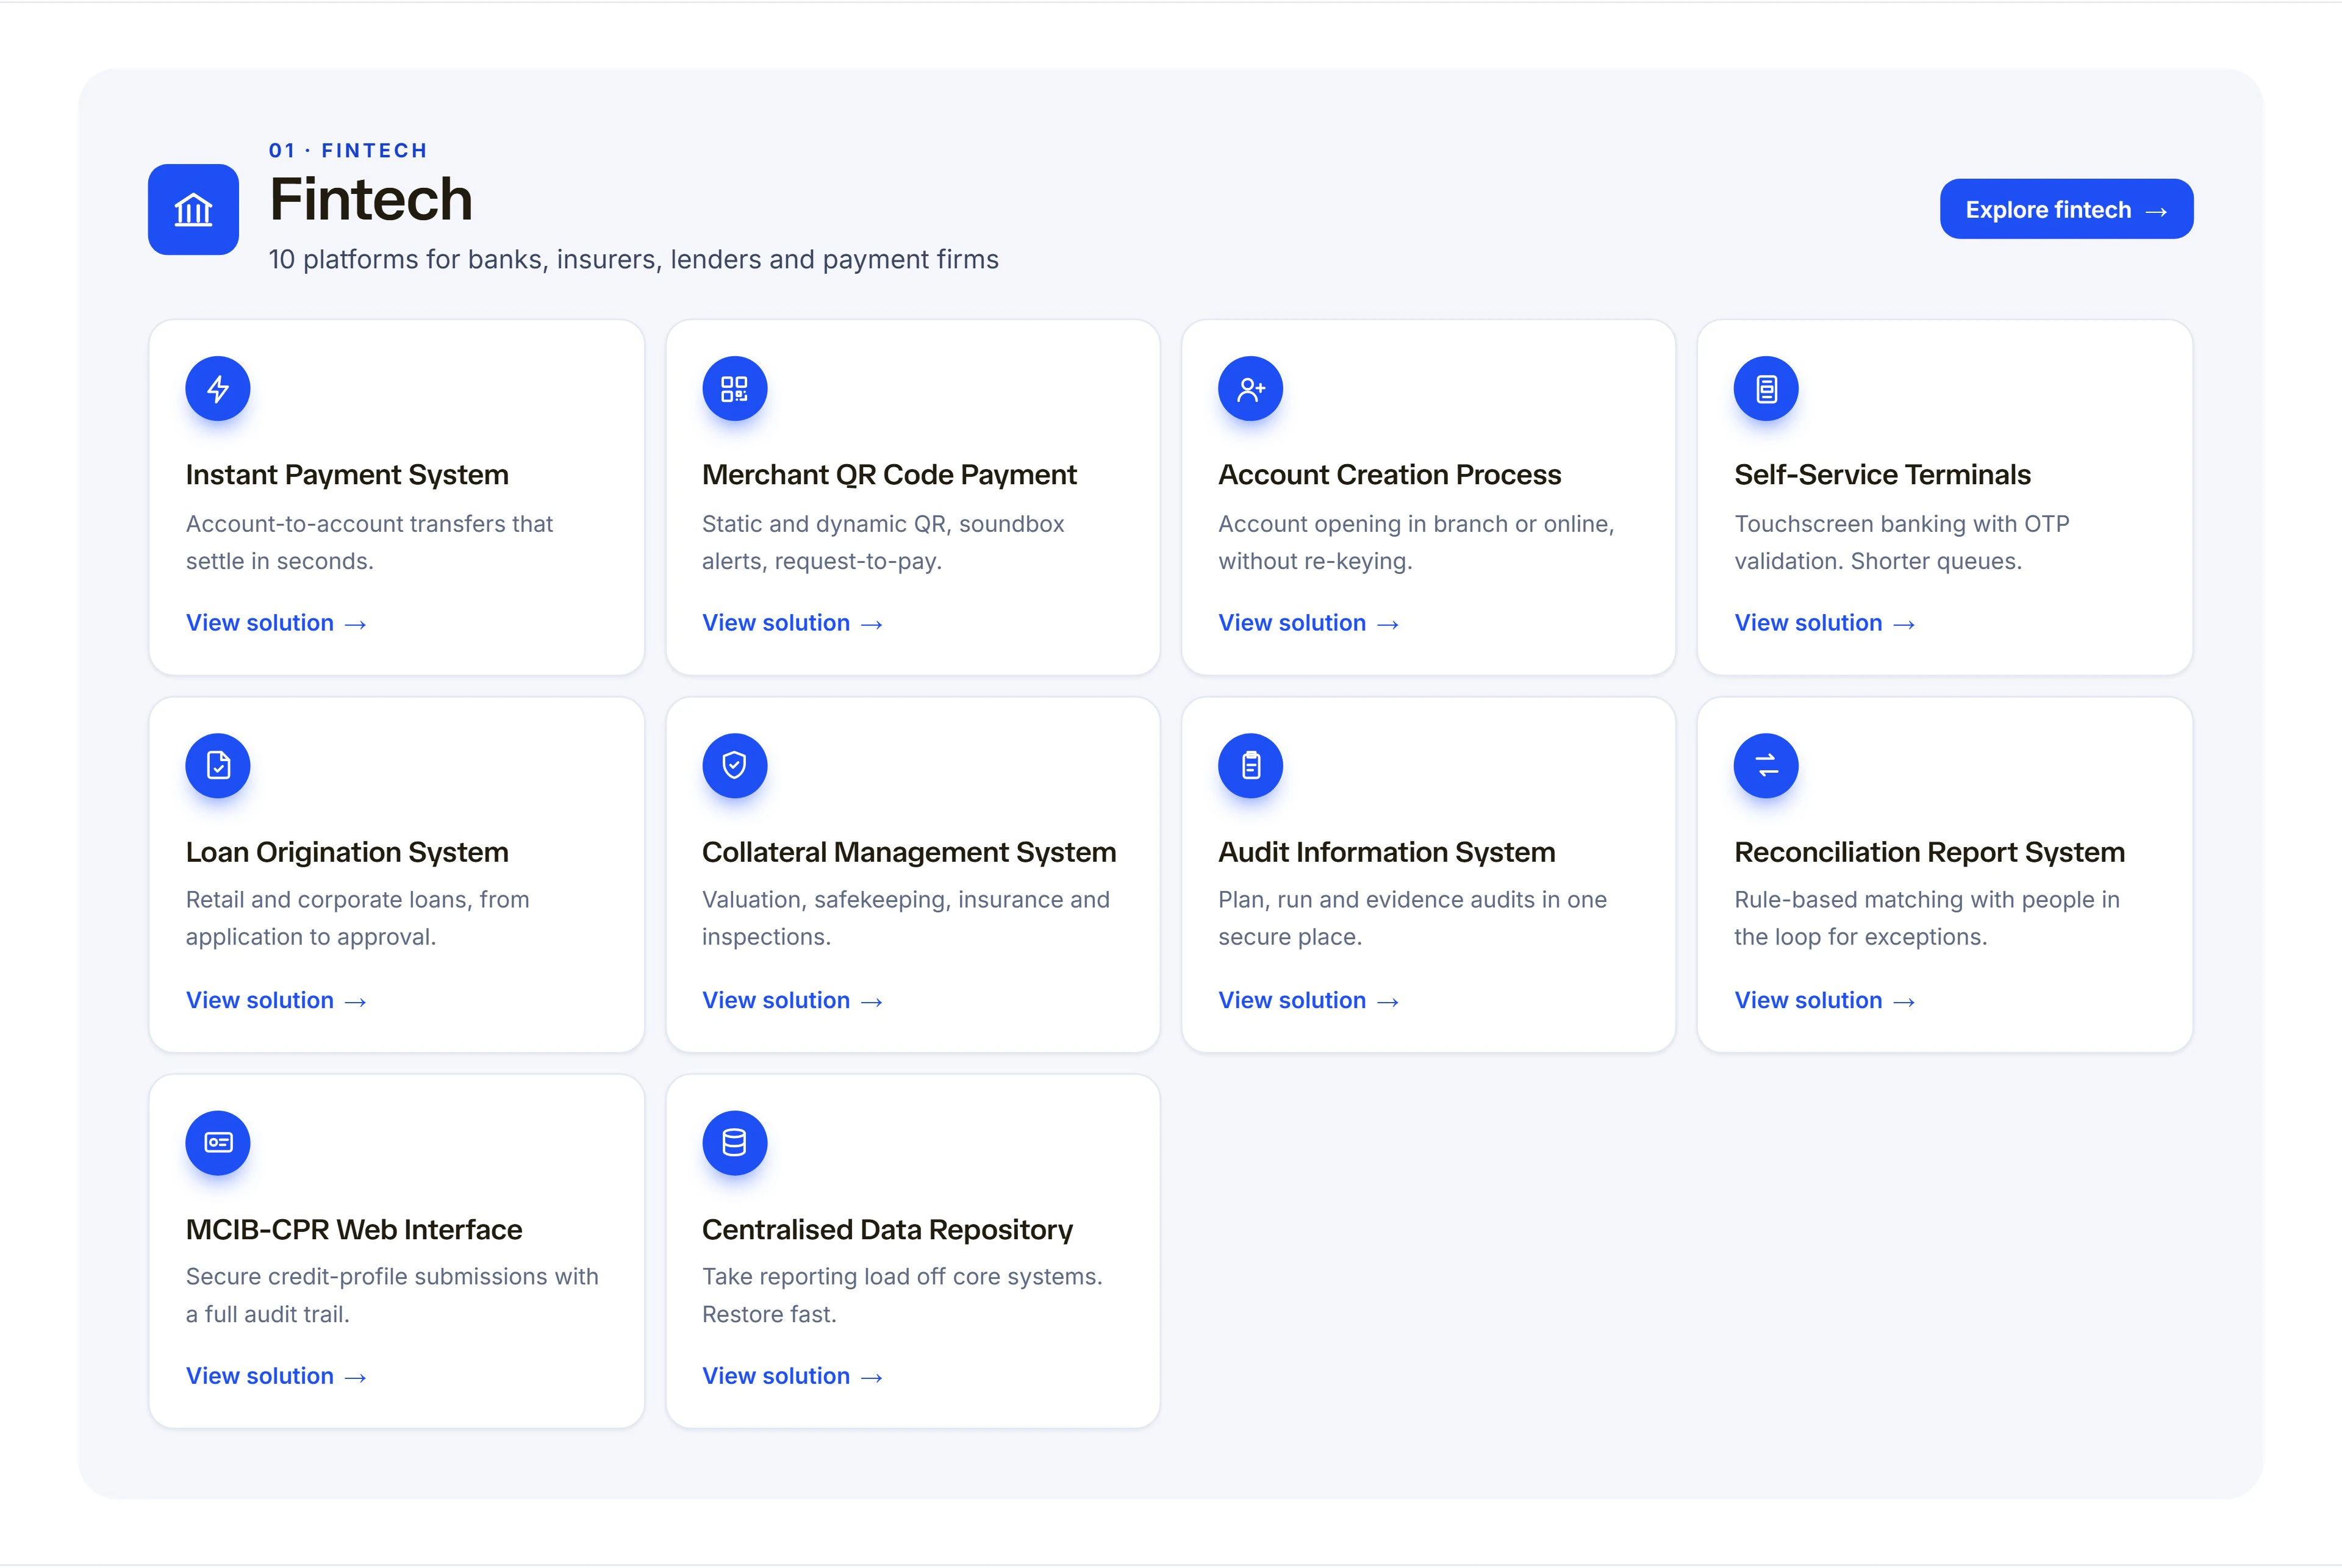 01 · FINTECH
Fintech
10 platforms for banks, insurers, lenders and payment firms
Explore fintech →
Instant Payment System
Account-to-account transfers that
settle in seconds.
View solution →
Merchant QR Code Payment
Static and dynamic QR, soundbox
alerts, request-to-pay.
View solution →
Account Creation Process
Account opening in branch or online,
without re-keying.
View solution →
Self-Service Terminals
Touchscreen banking with OTP
validation. Shorter queues.
View solution →
Loan Origination System
Retail and corporate loans, from
application to approval.
View solution →
Collateral Management System
Valuation, safekeeping, insurance and
inspections.
View solution →
Audit Information System
Plan, run and evidence audits in one
secure place.
View solution →
Reconciliation Report System
Rule-based matching with people in
the loop for exceptions.
View solution →
MCIB-CPR Web Interface
Secure credit-profile submissions with
a full audit trail.
View solution →
Centralised Data Repository
Take reporting load off core systems.
Restore fast.
View solution →